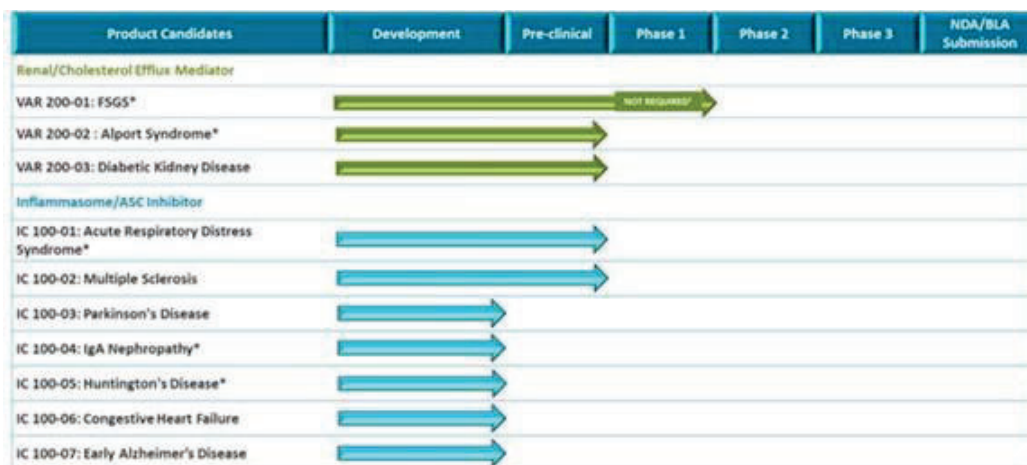 Product Candidates Development Pre-clinical Phase 1 Phase 2 Phase 3 NDA/BLA Submission
Renal/Cholesterol Efflux Mediator
VAR 200-01: FSGS* NOT REQUIRED
VAR 200-02 : Alport Syndrome*
VAR 200-03: Diabetic Kidney Disease
Inflammasome/ASC Inhibitor
IC 100-01: Acute Respiratory Distress
Syndrome*
IC 100-02: Multiple Sclerosis
IC 100-03: Parkinson's Disease
IC 100-04: IgA Nephropathy*
IC 100-05: Huntington's Disease*
IC 100-06: Congestive Heart Failure
IC 100-07: Early Alzheimer's Disease